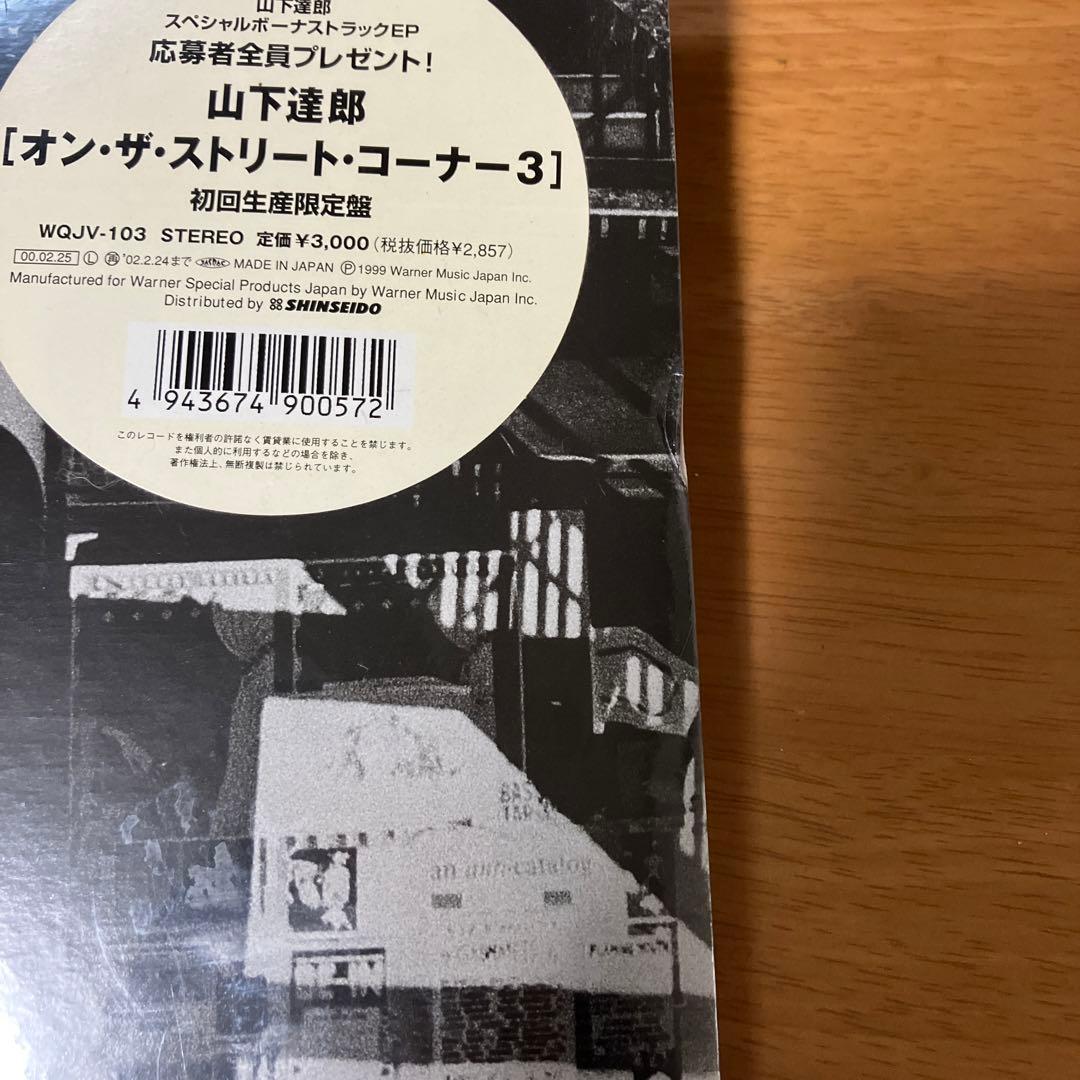 山下達郎
スペシャルボーナストラックEP
応募者全員プレゼント!
山下達郎
[オン・ザ・ストリート・コーナー3]
初回生産限定盤
WQJV-103 STEREO 定価¥3,000(税抜価格¥2,857)
00.02.25 Ⓛ 再 '02.2.24まで JASRAC MADE IN JAPAN Ⓟ1999 Warner Music Japan Inc.
Manufactured for Warner Special Products Japan by Warner Music Japan Inc.
Distributed by SHINSEIDO
4 943674 900572
このレコードを権利者の許諾なく賃貸業に使用することを禁じます。
また個人的に利用するなどの場合を除き、
著作権法上、無断複製は禁じられています。